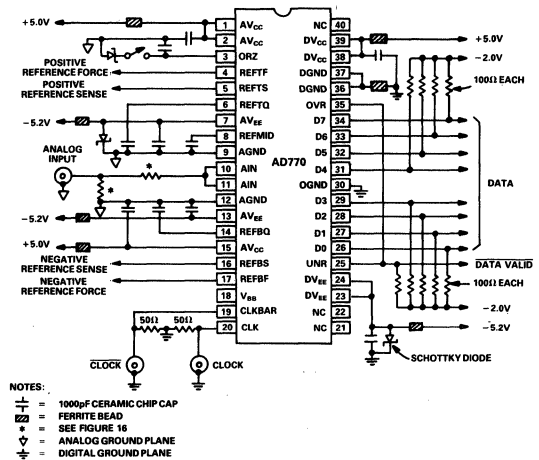 +5.0V
POSITIVE
REFERENCE FORCE
POSITIVE
REFERENCE SENSE
−5.2V
ANALOG
INPUT
*
*
−5.2V
+5.0V
NEGATIVE
REFERENCE SENSE
NEGATIVE
REFERENCE FORCE
50Ω 50Ω
CLOCK
CLOCK
1 AVCC
2 AVCC
3 ORZ
4 REFTF
5 REFTS
6 REFTQ
7 AVEE
8 REFMID
9 AGND
10 AIN
11 AIN
12 AGND
13 AVEE
14 REFBQ
15 AVCC
16 REFBS
17 REFBF
18 VBB
19 CLKBAR
20 CLK
AD770
NC 40
DVCC 39
DVCC 38
DGND 37
DGND 36
OVR 35
D7 34
D6 33
D5 32
D4 31
OGND 30
D3 29
D2 28
D1 27
D0 26
UNR 25
DVEE 24
DVEE 23
NC 22
NC 21
+5.0V
−2.0V
100Ω EACH
DATA
DATA VALID
100Ω EACH
−2.0V
−5.2V
SCHOTTKY DIODE
NOTES:
= 1000pF CERAMIC CHIP CAP
= FERRITE BEAD
* = SEE FIGURE 16
= ANALOG GROUND PLANE
= DIGITAL GROUND PLANE